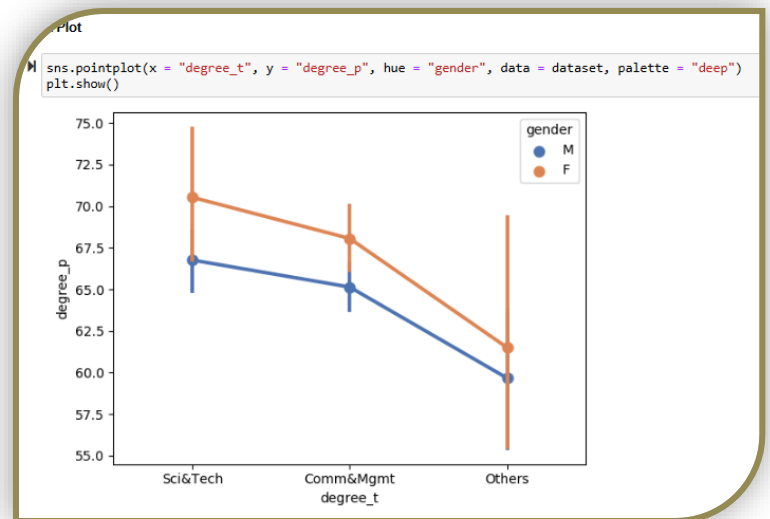 Plot
sns.pointplot(x = "degree_t", y = "degree_p", hue = "gender", data = dataset, palette = "deep")
plt.show()
75.0
72.5
70.0
67.5
65.0
62.5
60.0
57.5
55.0
degree_p
gender
M
F
Sci&Tech Comm&Mgmt Others
degree_t